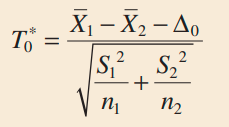 T₀* = (X̄₁ − X̄₂ − Δ₀) / √(S₁²/n₁ + S₂²/n₂)